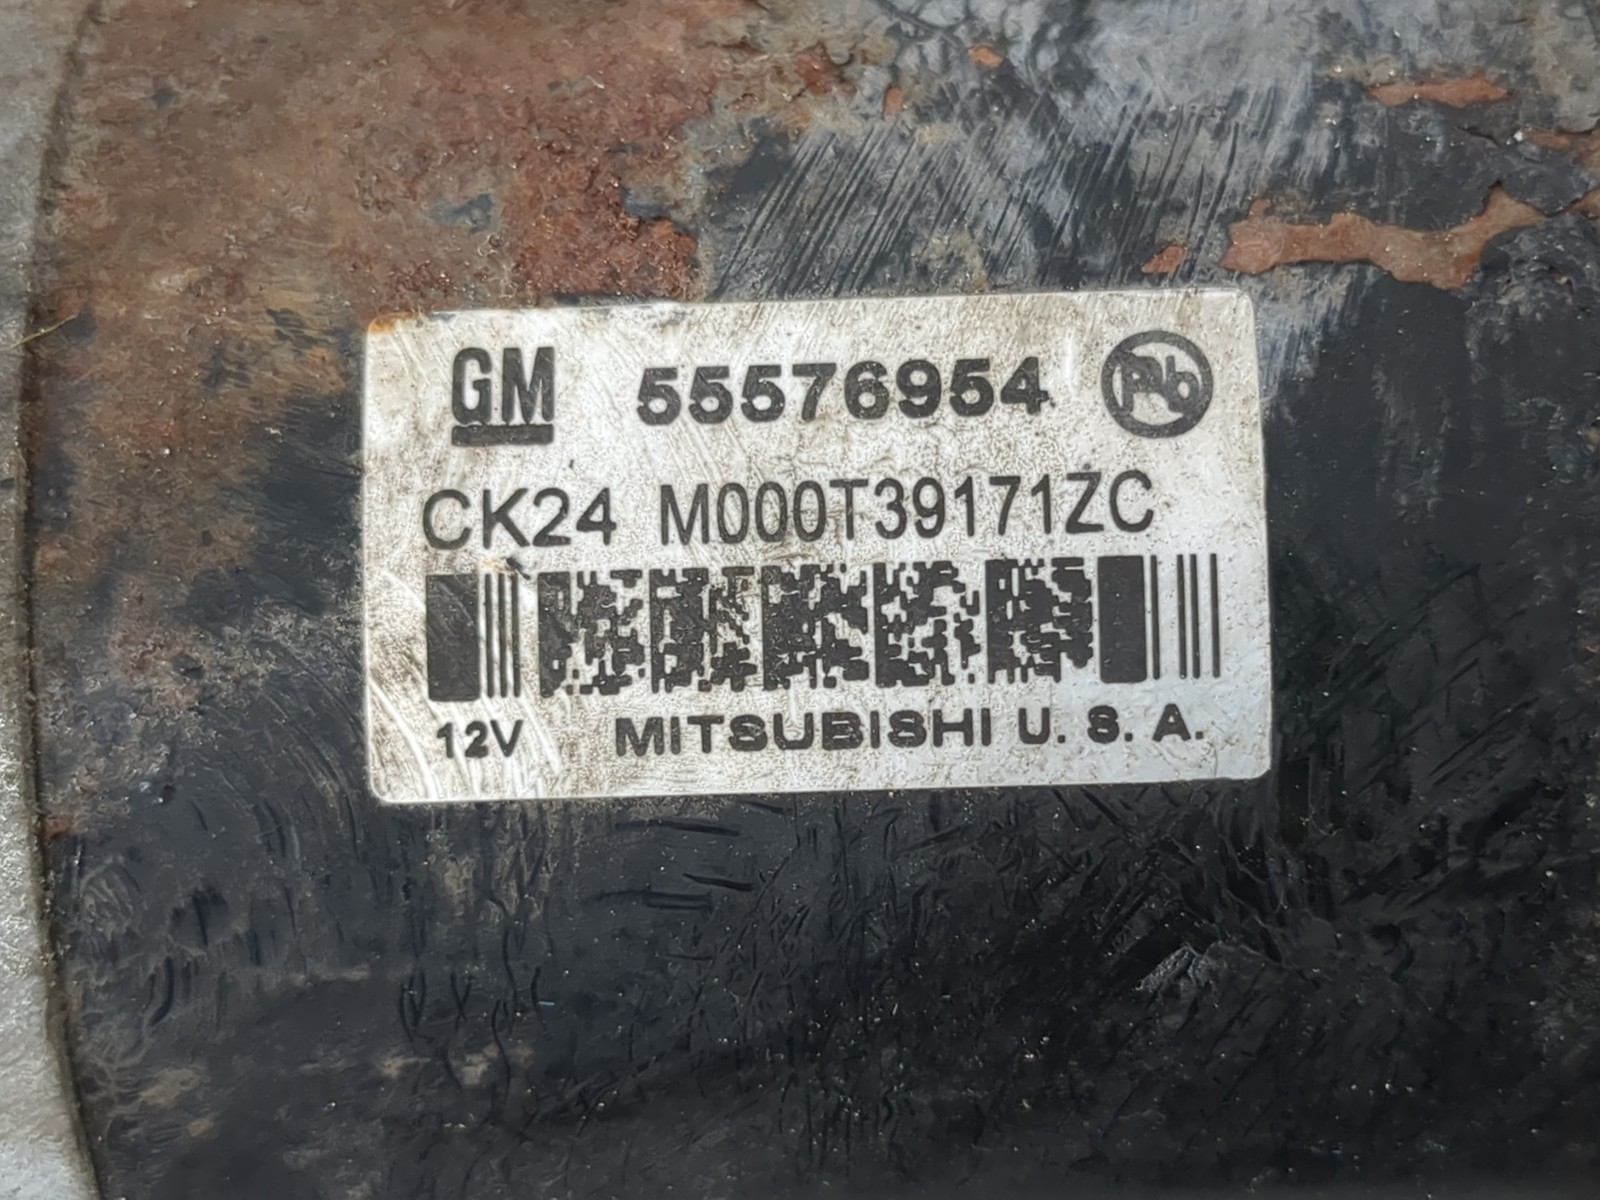 GM 55576954 Pb
CK24 M000T39171ZC
12V MITSUBISHI U. S. A.